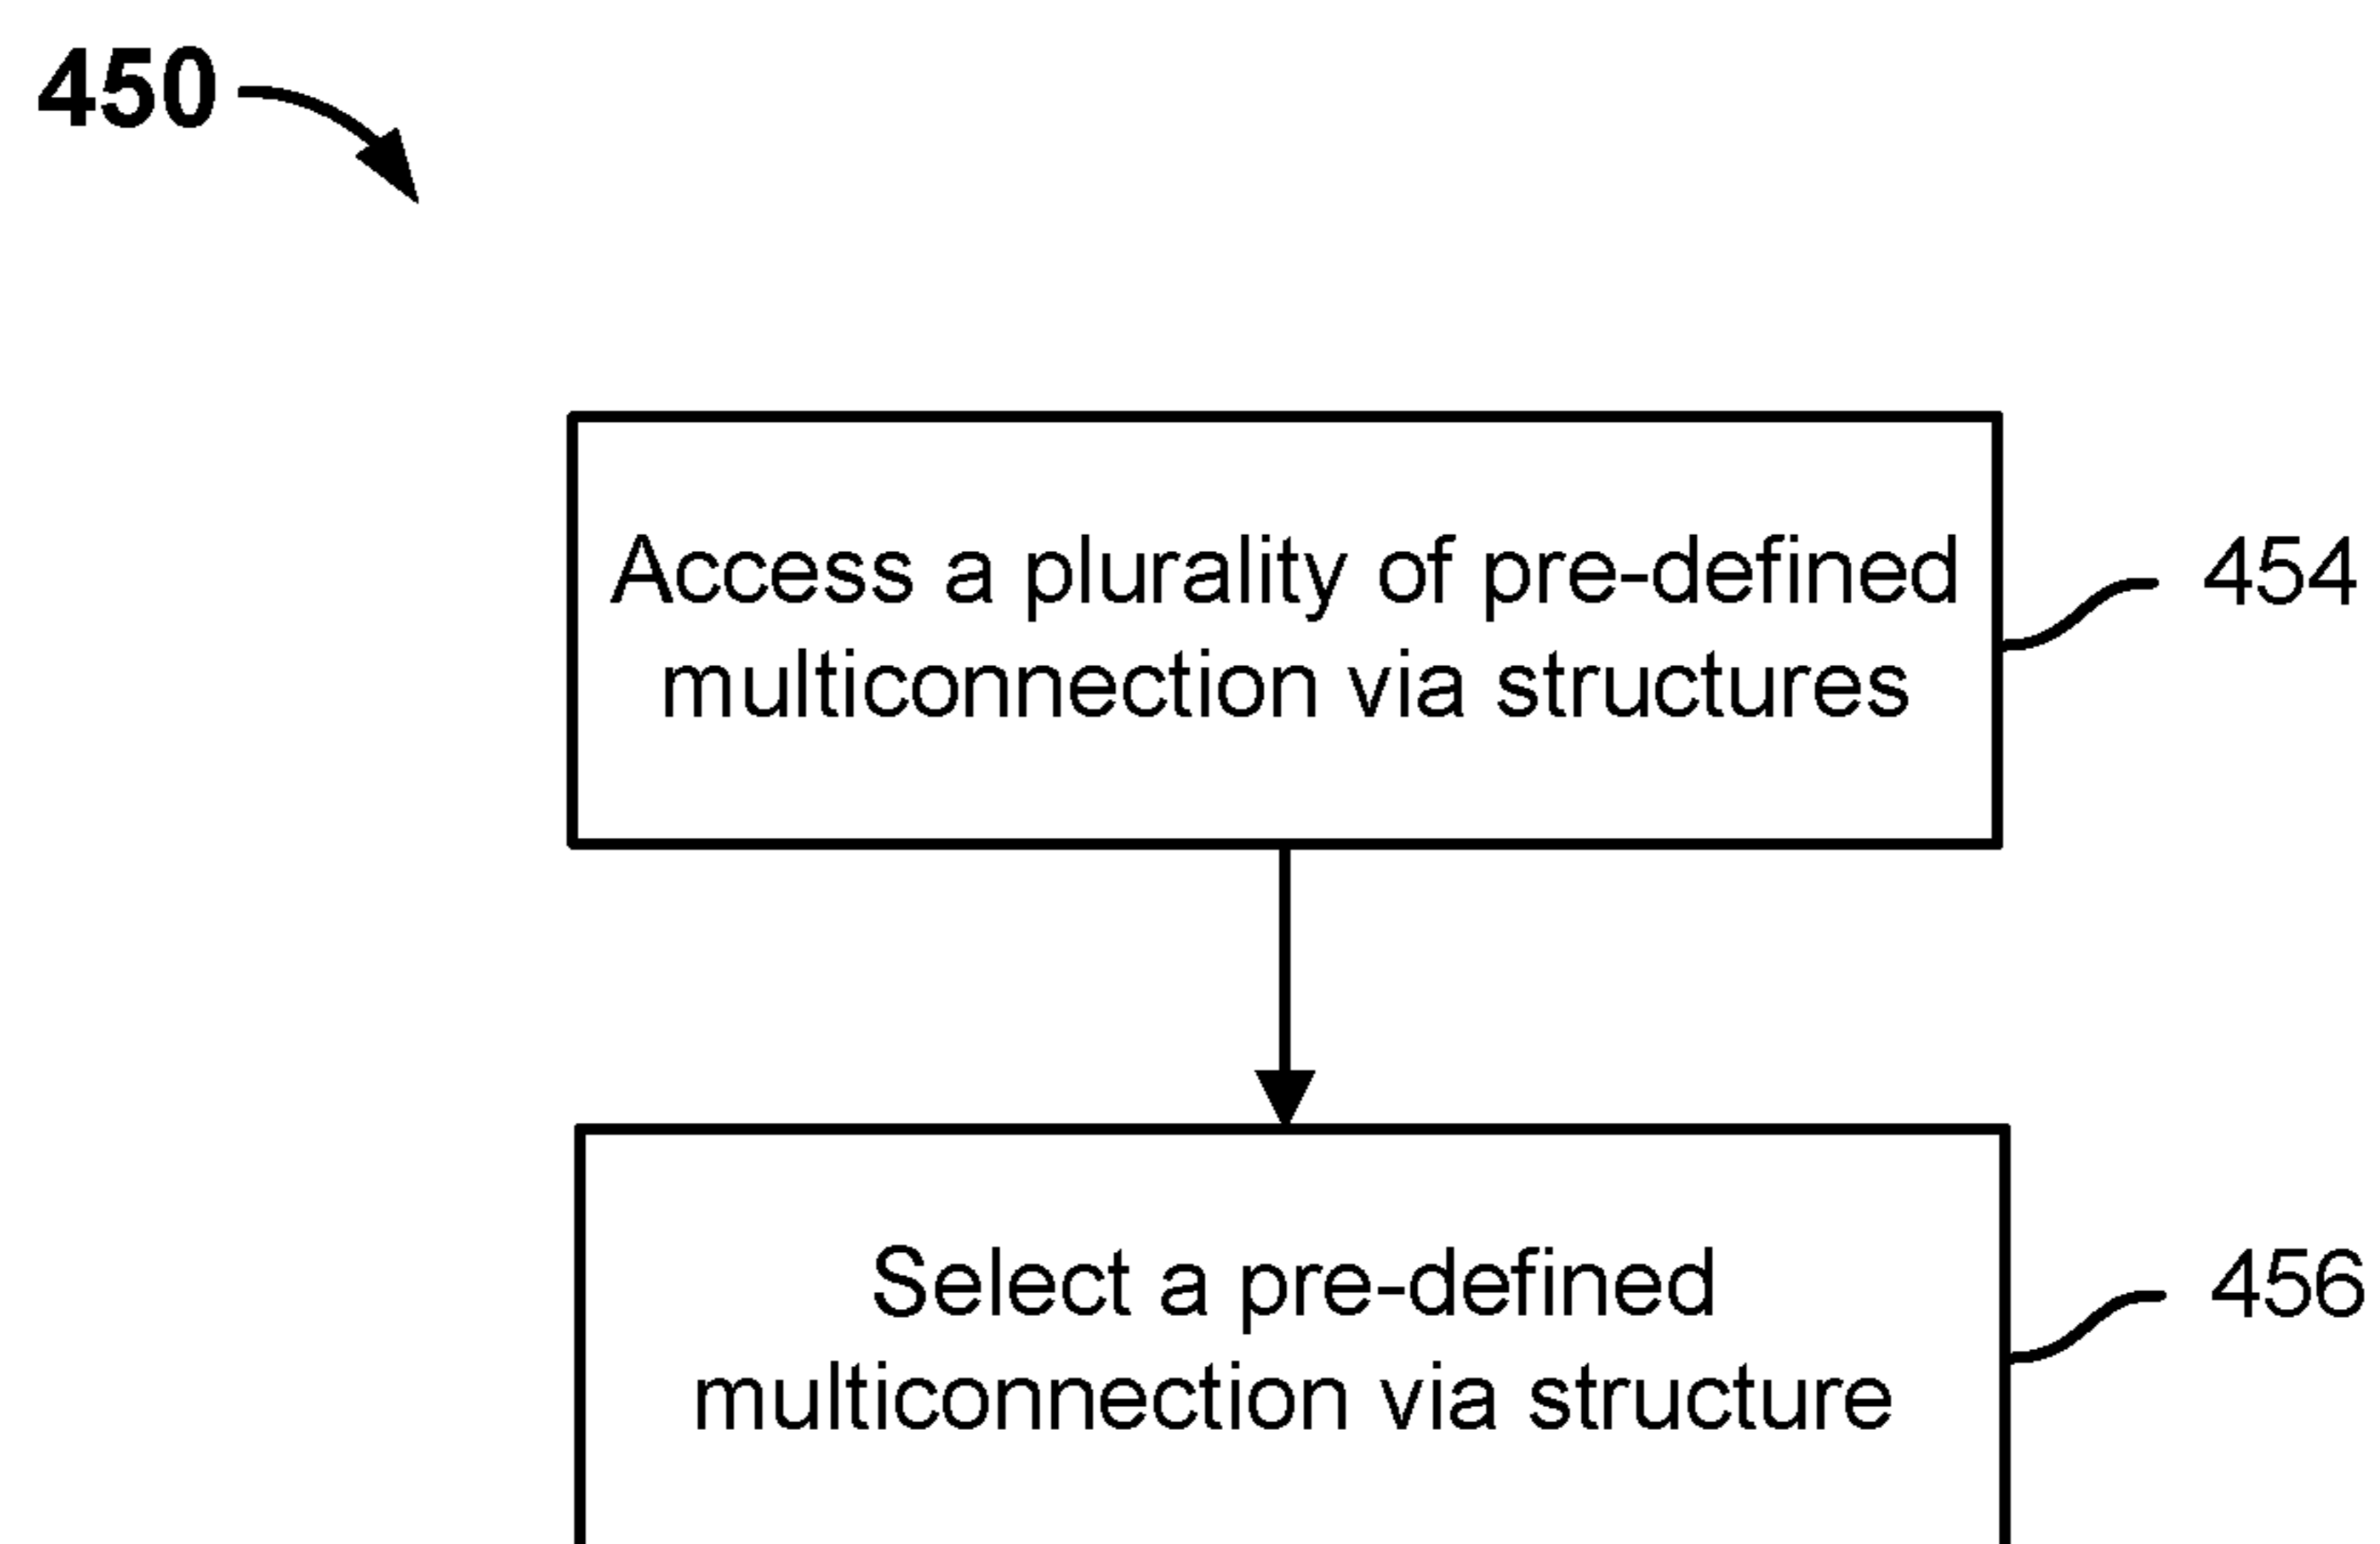 450
Access a plurality of pre-defined
multiconnection via structures
454
Select a pre-defined
multiconnection via structure
456